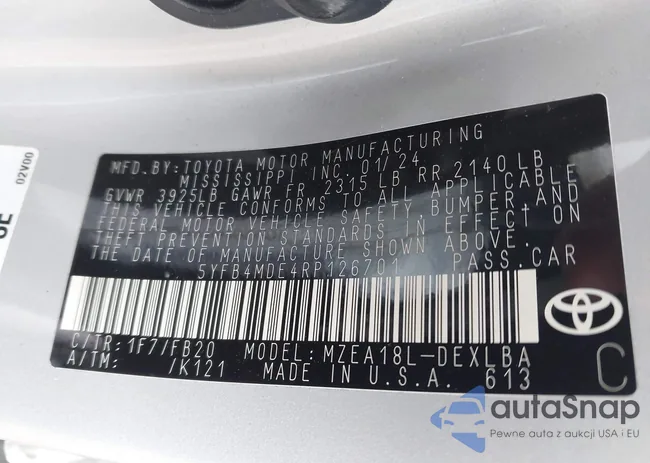 02V00
MFD. BY:TOYOTA MOTOR MANUFACTURING
MISSISSIPPI INC. 01/24
GVWR 3925LB GAWR FR 2315 LB RR 2140 LB
THIS VEHICLE CONFORMS TO ALL APPLICABLE
FEDERAL MOTOR VEHICLE SAFETY, BUMPER, AND
THEFT PREVENTION STANDARDS IN EFFECT ON
THE DATE OF MANUFACTURE SHOWN ABOVE.
5YFB4MDE4RP126701 PASS.CAR
C/TR:1F7/FB20 MODEL: MZEA18L-DEXLBA
A/TM: /K121 MADE IN U.S.A. 613
C
autaSnap
Pewne auta z aukcji USA i EU